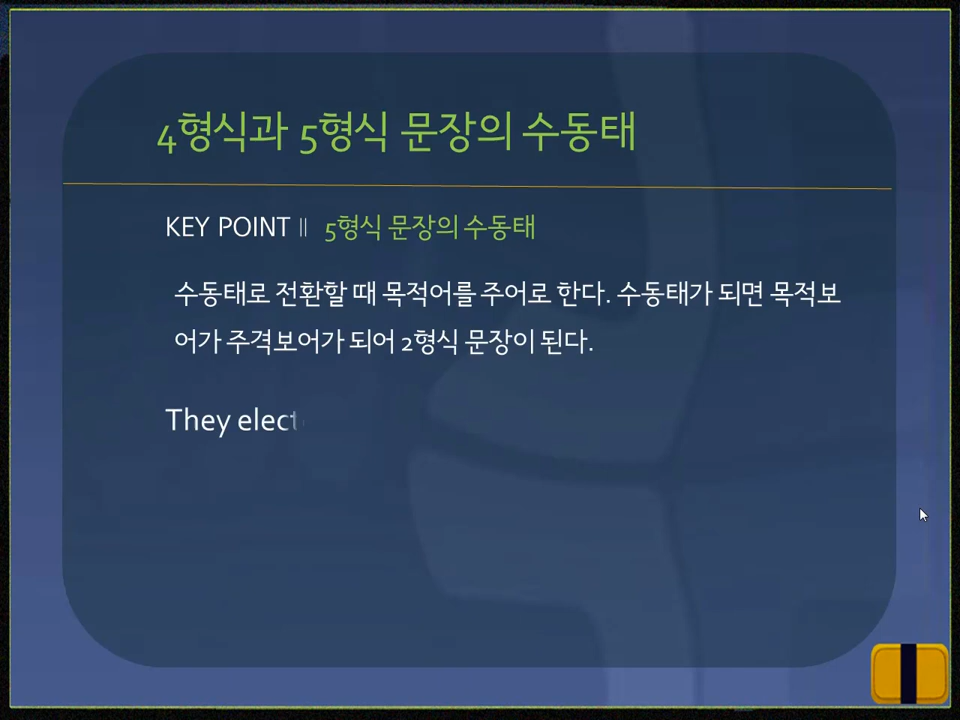 4형식과 5형식 문장의 수동태
KEY POINT Ⅱ 5형식 문장의 수동태
수동태로 전환할 때 목적어를 주어로 한다. 수동태가 되면 목적보
어가 주격보어가 되어 2형식 문장이 된다.
They elect